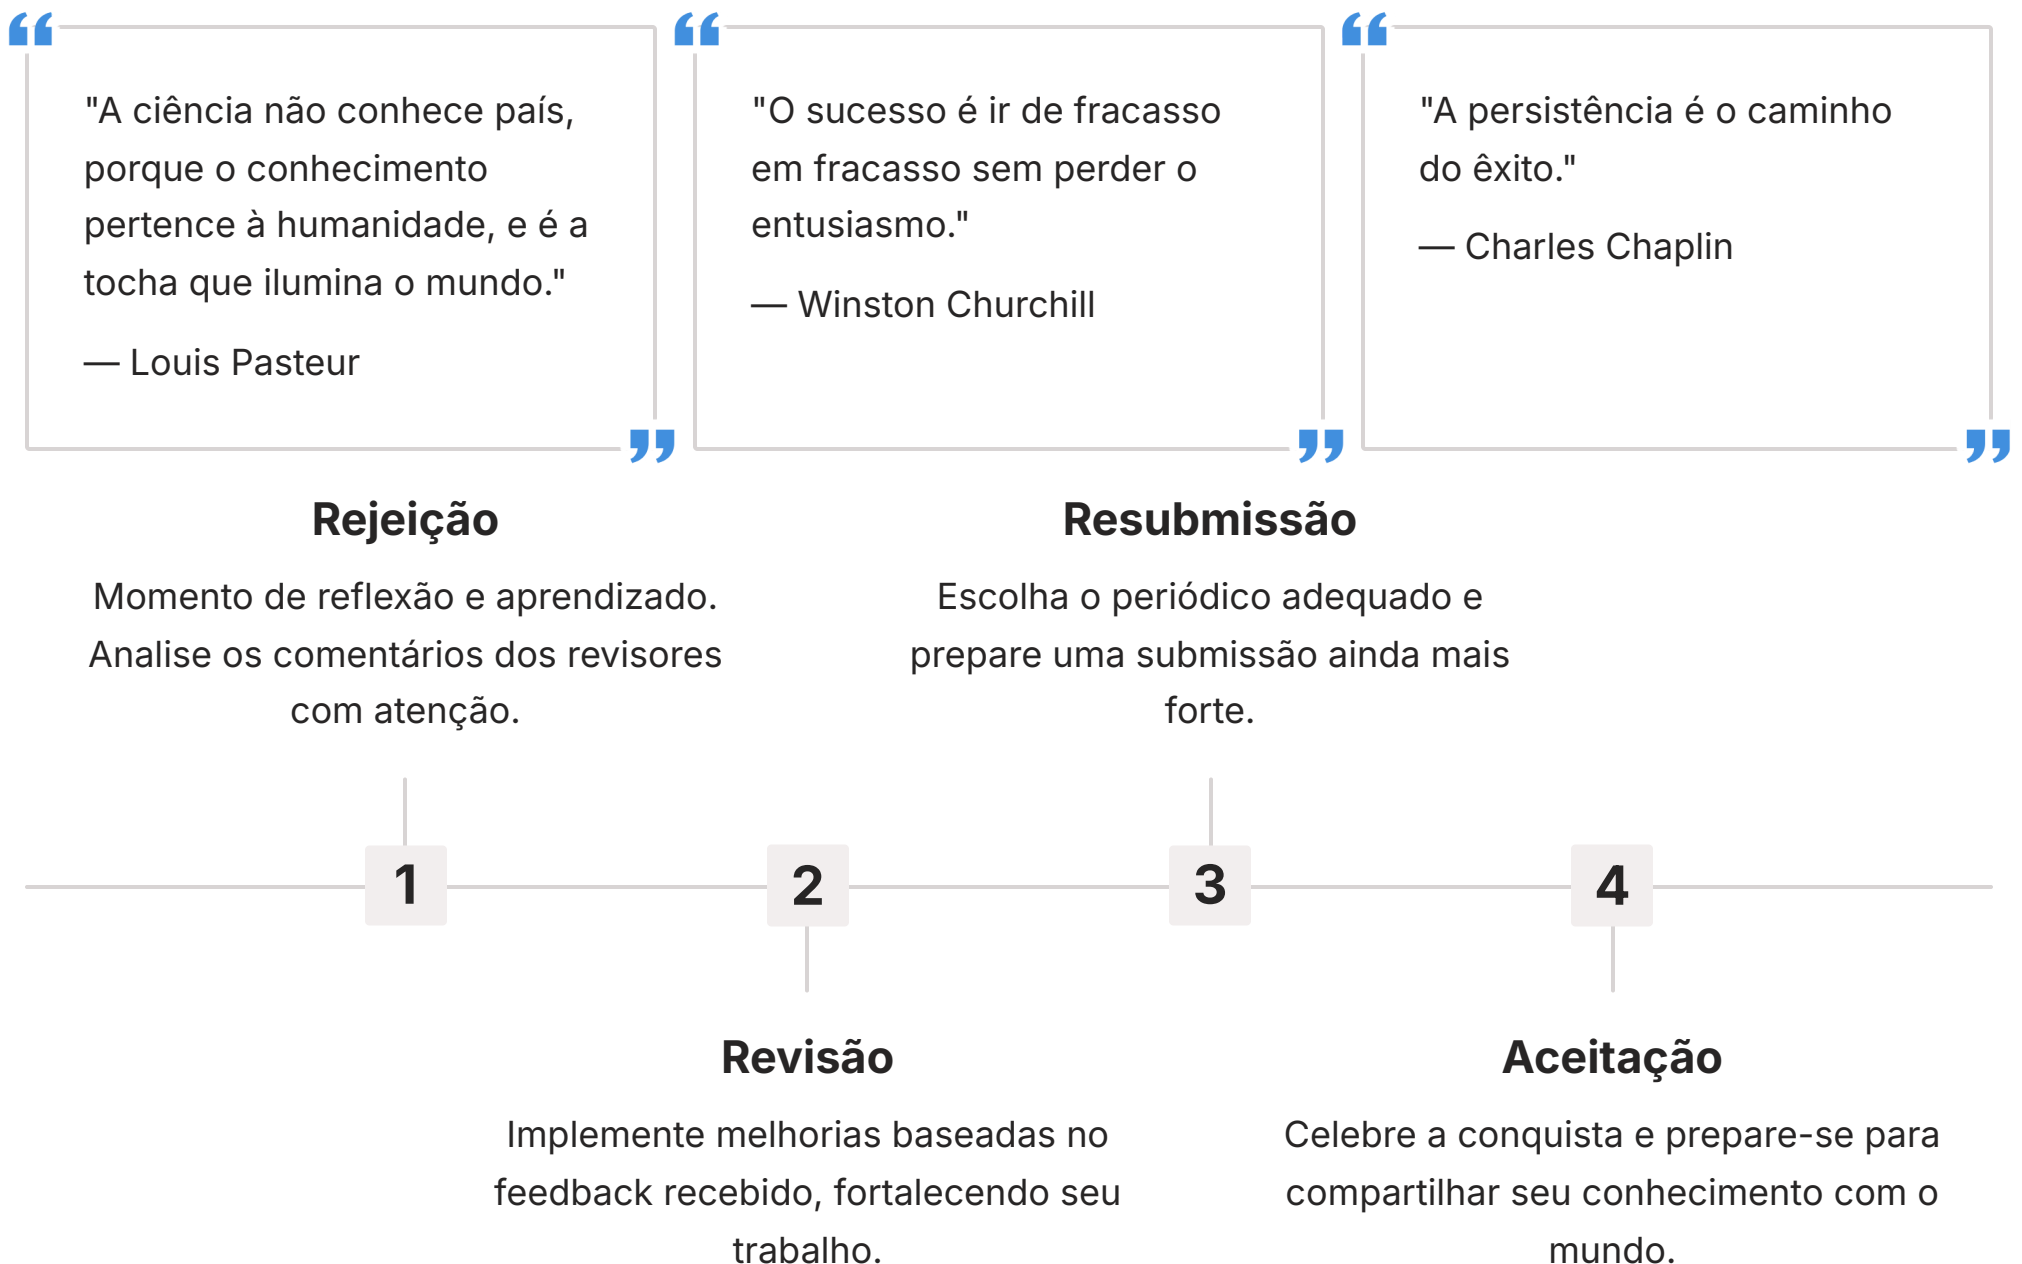 "A ciência não conhece país,
porque o conhecimento
pertence à humanidade, e é a
tocha que ilumina o mundo."
— Louis Pasteur
"O sucesso é ir de fracasso
em fracasso sem perder o
entusiasmo."
— Winston Churchill
"A persistência é o caminho
do êxito."
— Charles Chaplin
Rejeição
Momento de reflexão e aprendizado.
Analise os comentários dos revisores
com atenção.
Resubmissão
Escolha o periódico adequado e
prepare uma submissão ainda mais
forte.
1
2
3
4
Revisão
Implemente melhorias baseadas no
feedback recebido, fortalecendo seu
trabalho.
Aceitação
Celebre a conquista e prepare-se para
compartilhar seu conhecimento com o
mundo.